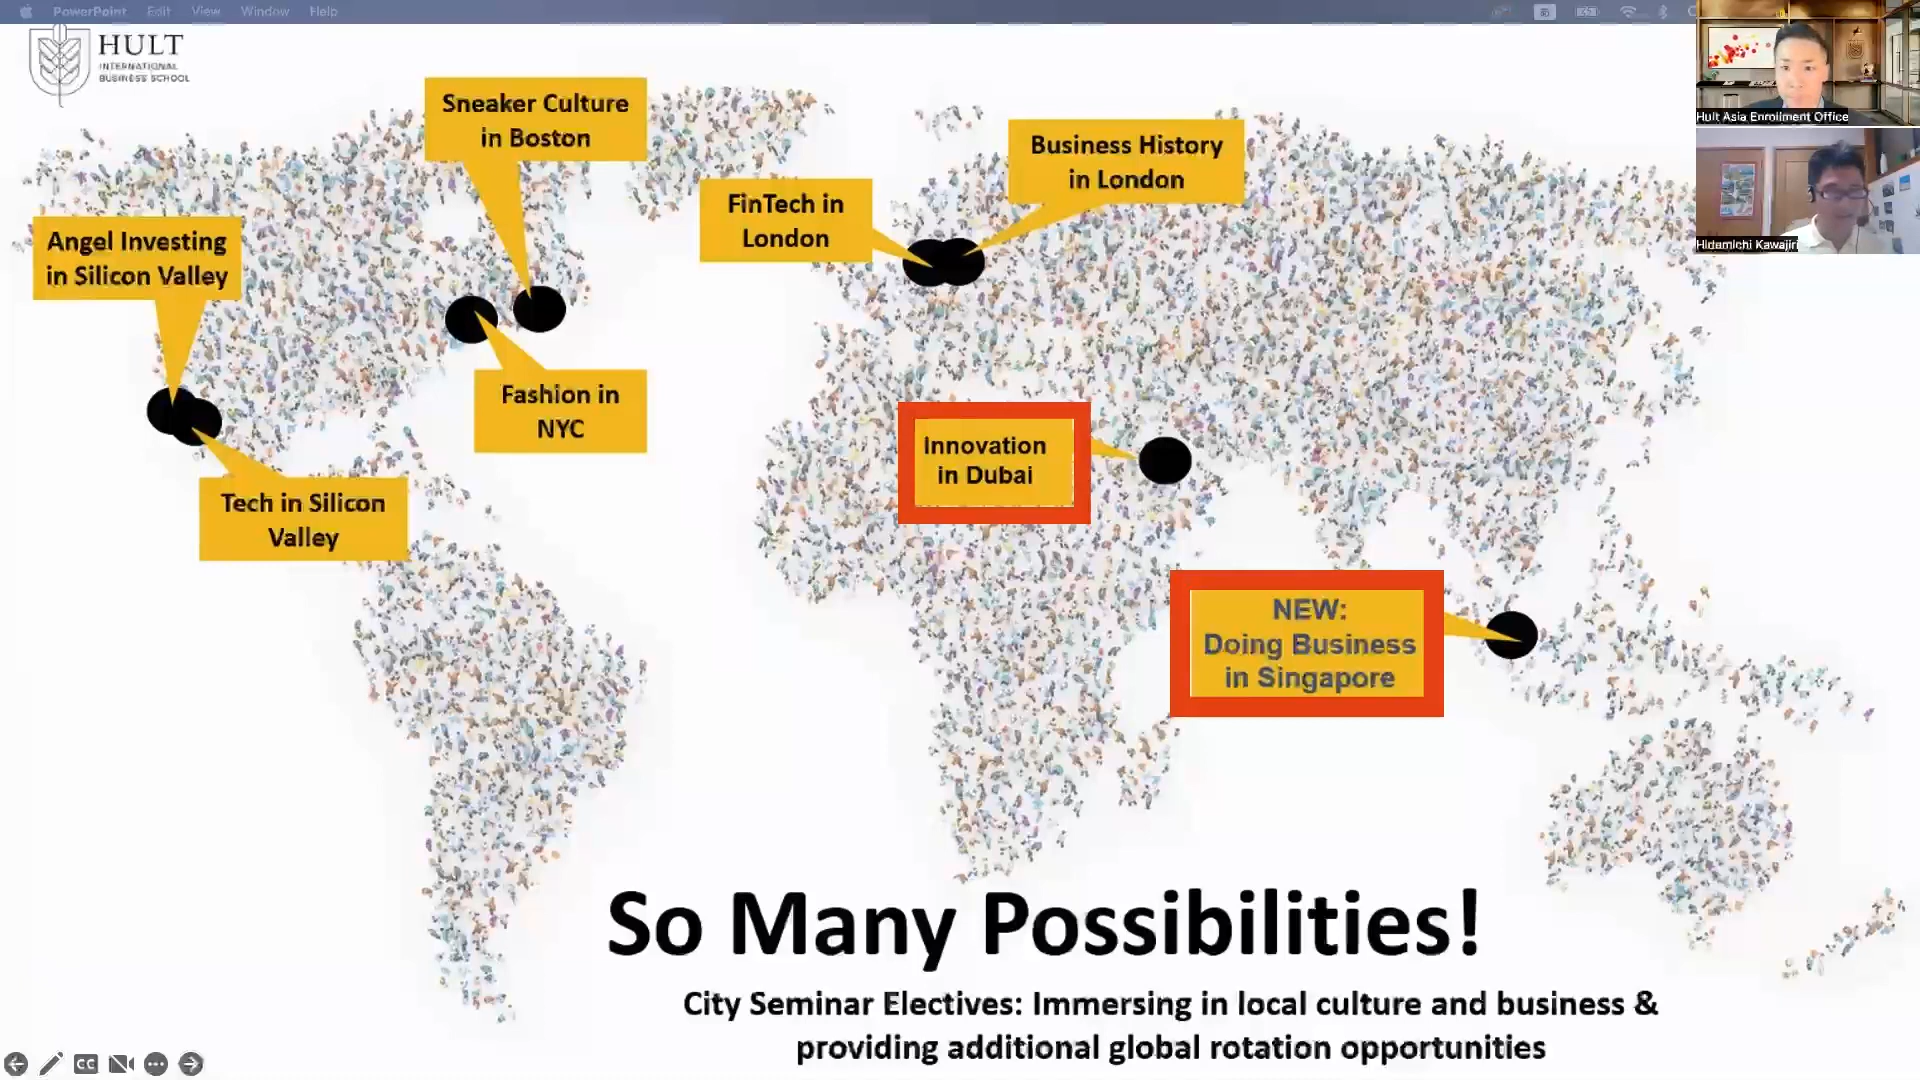 PowerPoint Edit View Window Help
HULT
INTERNATIONAL
BUSINESS SCHOOL
Sneaker Culture
in Boston
Business History
in London
FinTech in
London
Angel Investing
in Silicon Valley
Fashion in
NYC
Innovation
in Dubai
Tech in Silicon
Valley
NEW:
Doing Business
in Singapore
So Many Possibilities!
City Seminar Electives: Immersing in local culture and business &
providing additional global rotation opportunities
Hult Asia Enrollment Office
Hidemichi Kawajiri
CC